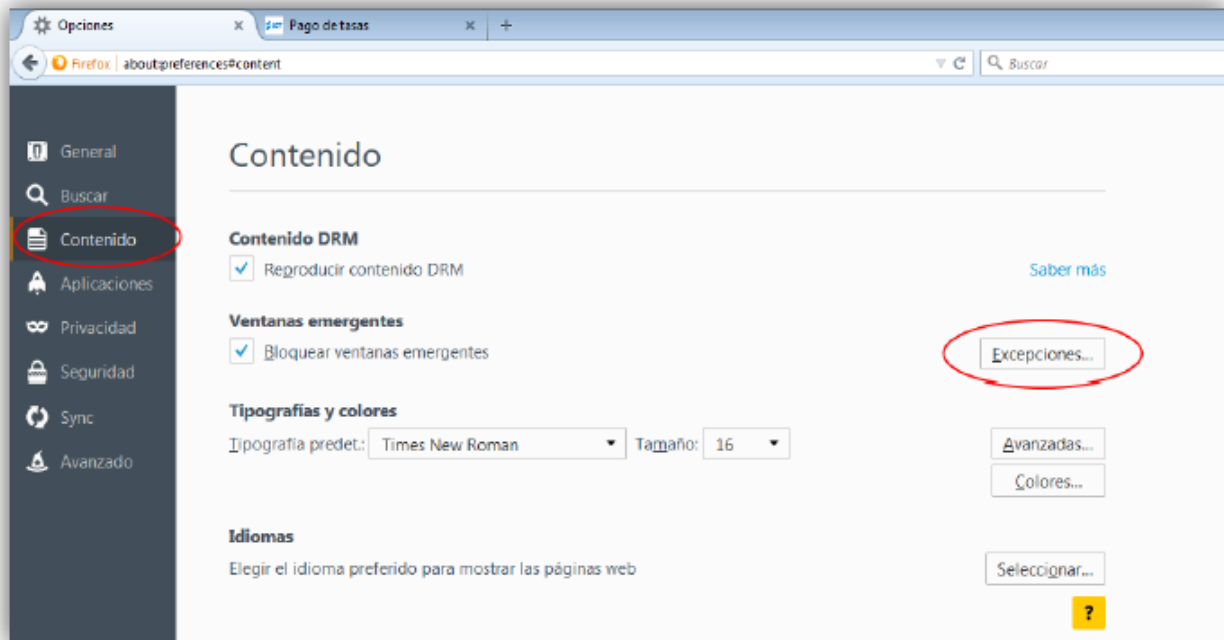 Opciones
Pago de tasas
Firefox about:preferences#content
Buscar
General
Buscar
Contenido
Aplicaciones
Privacidad
Seguridad
Sync
Avanzado
Contenido
Contenido DRM
Reproducir contenido DRM Saber más
Ventanas emergentes
Bloquear ventanas emergentes Excepciones...
Tipografías y colores
Tipografía predet.: Times New Roman Tamaño: 16 Avanzadas...
Colores...
Idiomas
Elegir el idioma preferido para mostrar las páginas web Seleccionar...
?